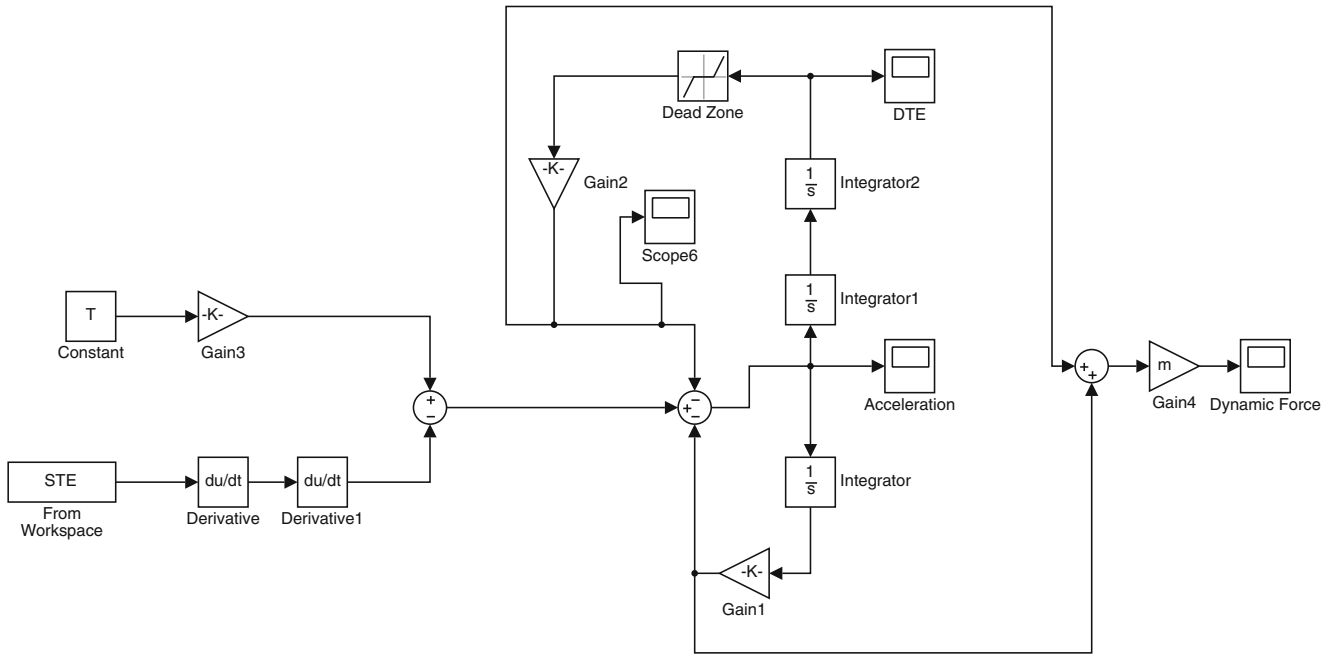 Dead Zone
DTE
-K-
Gain2
1
s
Integrator2
Scope6
1
s
Integrator1
T
Constant
-K-
Gain3
Acceleration
m
Gain4
Dynamic Force
+
−
+
−
−
+
+
STE
From
Workspace
du/dt
Derivative
du/dt
Derivative1
1
s
Integrator
-K-
Gain1